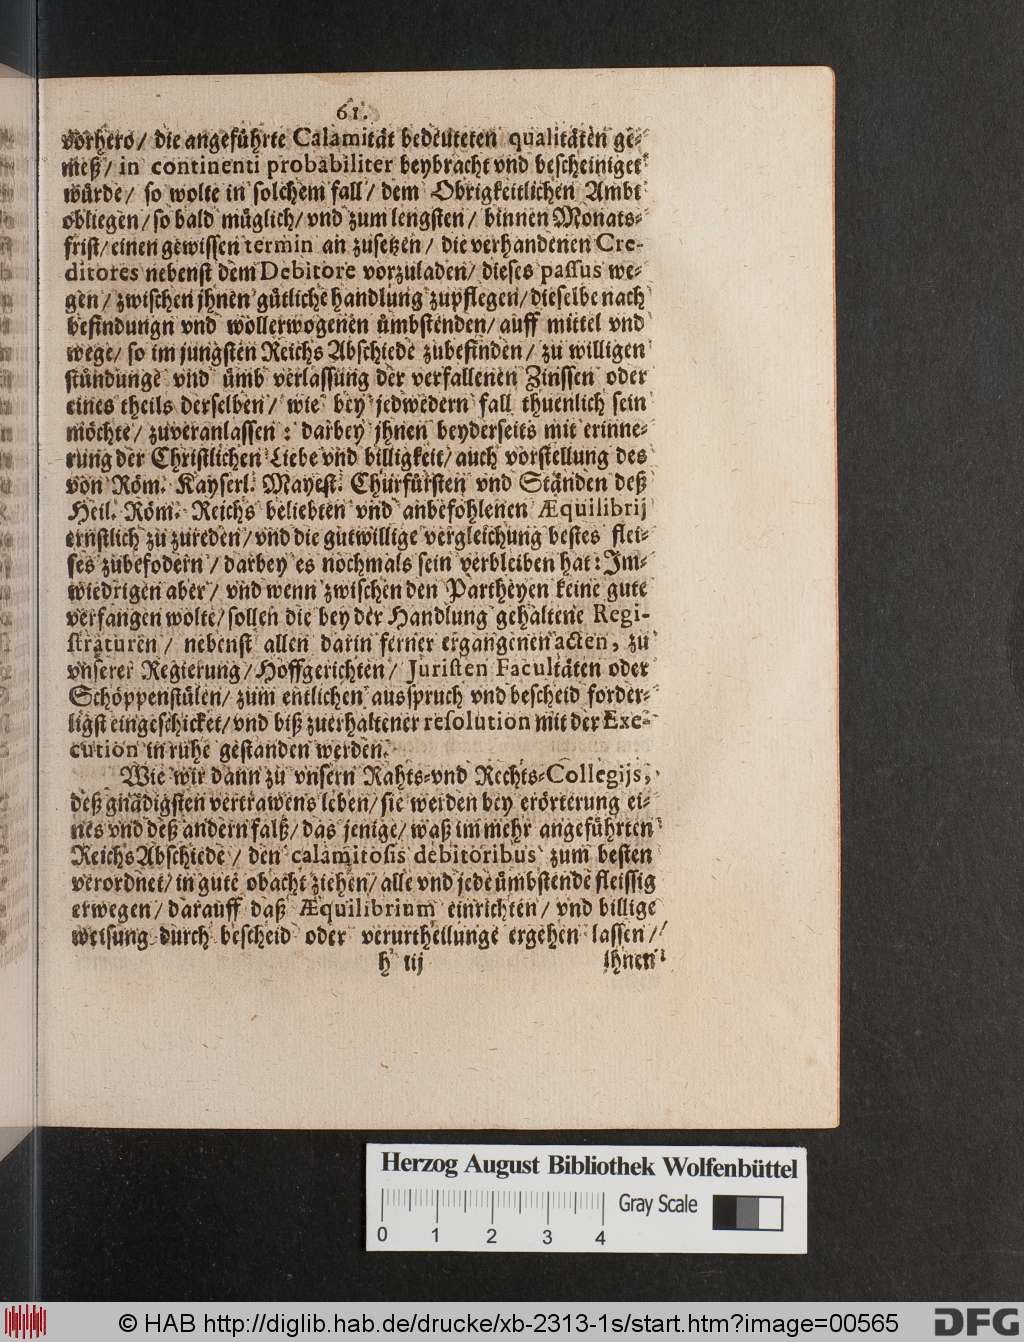 61.
vorhero/ die angeführte Calamität bedeuteten qualitäten ge-
meß/ in continenti probabiliter beybracht vnd bescheiniget
würde/ so wolte in solchem fall/ dem Obrigkeitlichen Ambt
obliegen/ so bald müglich/ vnd zum lengsten/ binnen Monats-
frist/ einen gewissen termin an zusetzen/ die verhandenen Cre-
ditores nebenst dem Debitore vorzuladen/ dieses passus we-
gen/ zwischen jhnen gütliche handlung zupflegen/ dieselbe nach
befindungn vnd wollerwogenen ümbstenden/ auff mittel vnd
wege/ so im jungsten Reichs Abschiede zubefinden/ zu willigen
stündunge vnd ümb verlassung der verfallenen Zinssen oder
eines theils derselben/ wie bey jedwedern fall thuenlich sein
möchte/ zuveranlassen: darbey jhnen beyderseits mit erinne-
rung der Christlichen Liebe vnd billigkeit/ auch vorstellung des
von Röm. Kayserl. Mayest. Churfürsten vnd Ständen deß
Heil. Röm. Reichs beliebten vnd anbefohlenen Æquilibrij
ernstlich zu zureden/ vnd die gutwillige vergleichung bestes flei-
ses zubefodern/ darbey es nochmals sein verbleiben hat: Im-
wiedrigen aber/ vnd wenn zwischen den Partheyen keine gute
verfangen wolte/ sollen die bey der Handlung gehaltene Regi-
straturen/ nebenst allen darin ferner ergangenen acten, zu
vnserer Regierung/ Hoffgerichten/ Juristen Facultäten oder
Schöppenstülen/ zum entlichen ausspruch vnd bescheid forder-
ligst eingeschicket/ vnd biß zuerhaltener resolution mit der Exe-
cution in ruhe gestanden werden.
Wie wir dann zu vnsern Rahts-vnd Rechts-Collegijs,
deß gnädigsten vertrawens leben/ sie werden bey erörterung ei-
nes vnd deß andern falß/ das jenige/ waß im mehr angeführten
Reichs Abschiede/ den calamitosis debitoribus zum besten
verordnet/ in gute obacht ziehen/ alle vnd jede ümbstende fleissig
erwegen/ darauff daß Æquilibrium einrichten/ vnd billige
weisung durch bescheid oder verurtheilunge ergehen lassen/
h iij ihnen
Herzog August Bibliothek Wolfenbüttel
Gray Scale
0 1 2 3 4
© HAB http://diglib.hab.de/drucke/xb-2313-1s/start.htm?image=00565
DFG